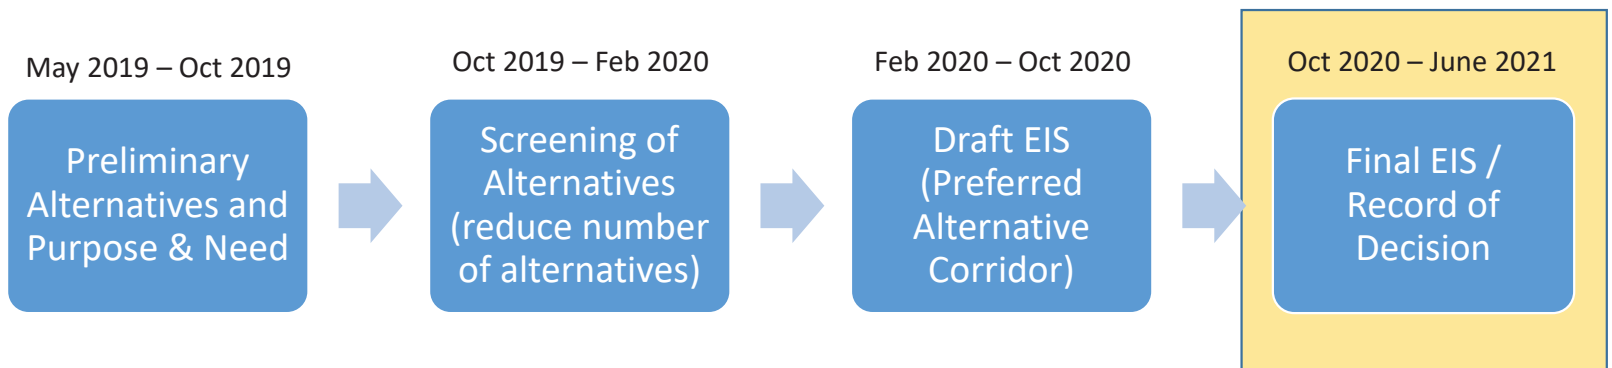 May 2019 – Oct 2019
Preliminary
Alternatives and
Purpose & Need
Oct 2019 – Feb 2020
Screening of
Alternatives
(reduce number
of alternatives)
Feb 2020 – Oct 2020
Draft EIS
(Preferred
Alternative
Corridor)
Oct 2020 – June 2021
Final EIS /
Record of
Decision